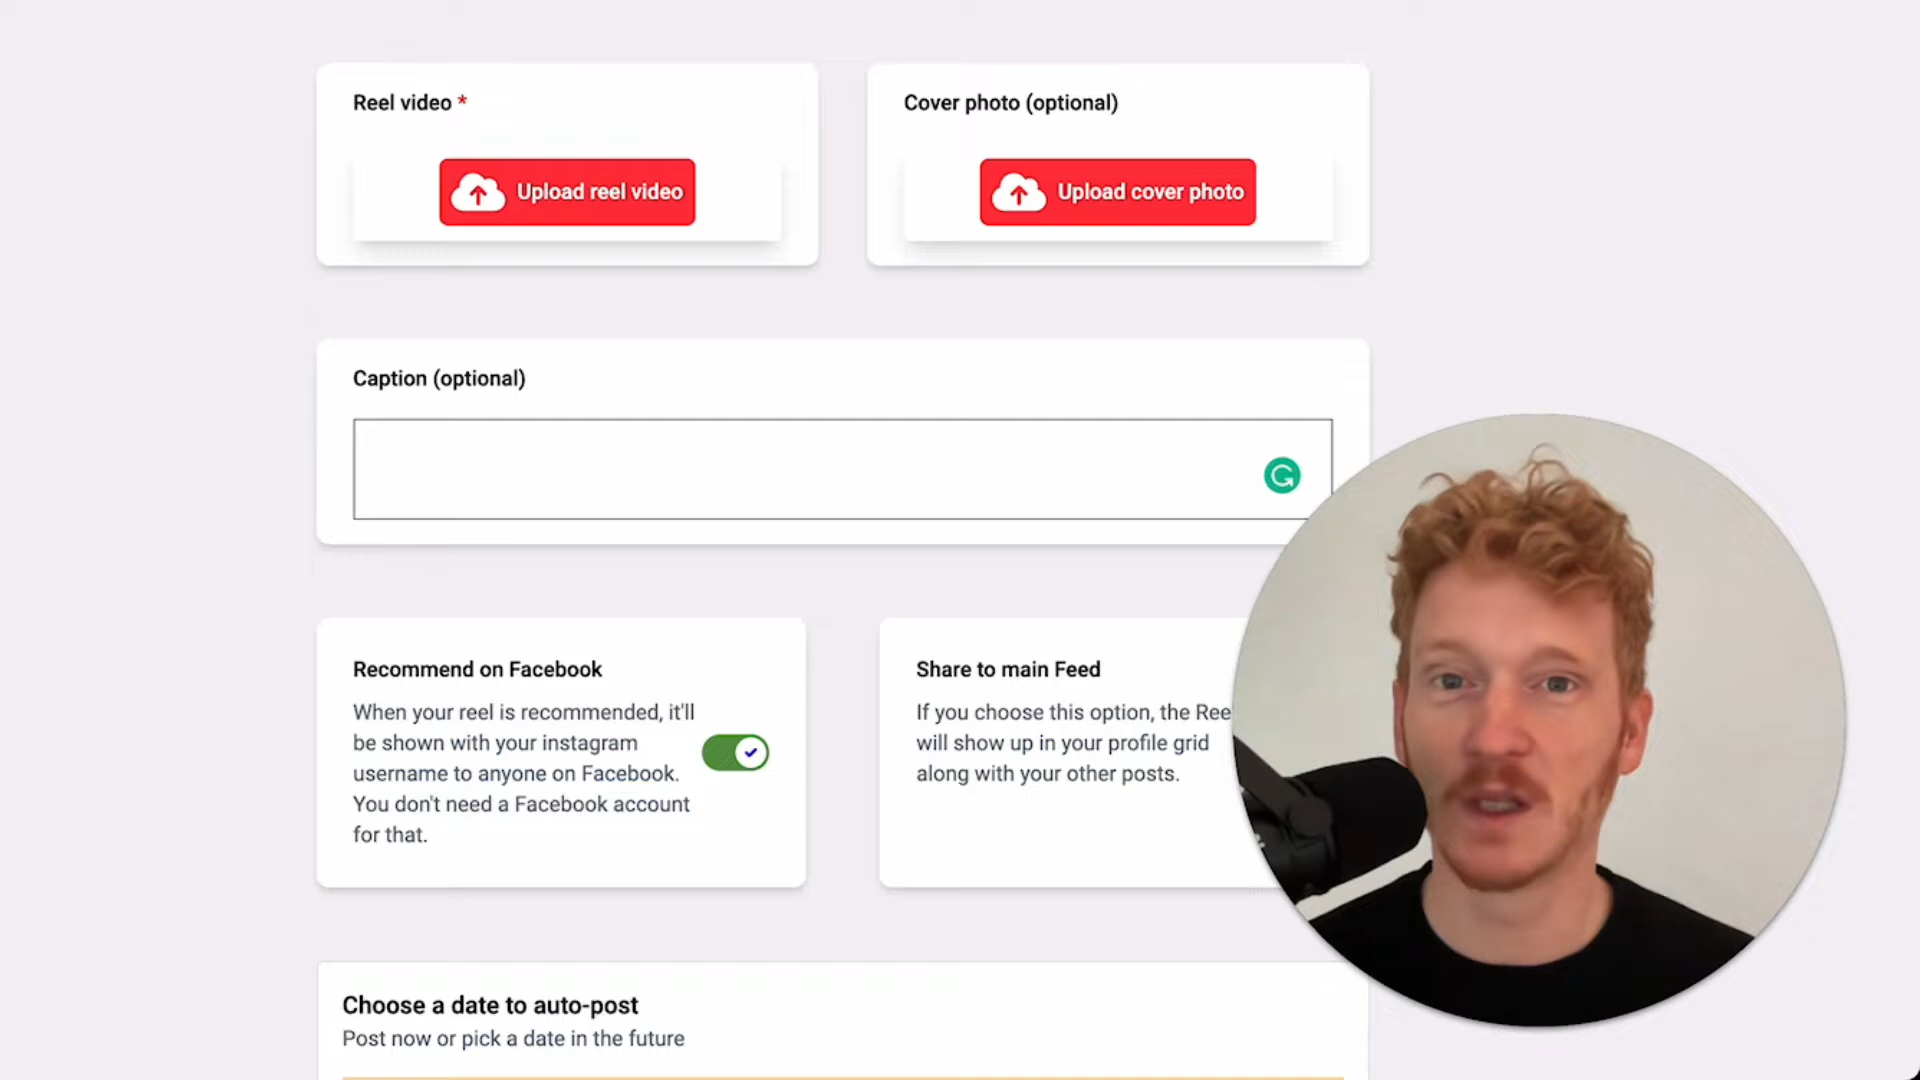 Reel video *
Cover photo (optional)
Upload reel video
Upload cover photo
Caption (optional)
Recommend on Facebook
When your reel is recommended, it'll
be shown with your instagram
username to anyone on Facebook.
You don't need a Facebook account
for that.
Share to main Feed
If you choose this option, the Ree
will show up in your profile grid
along with your other posts.
Choose a date to auto-post
Post now or pick a date in the future